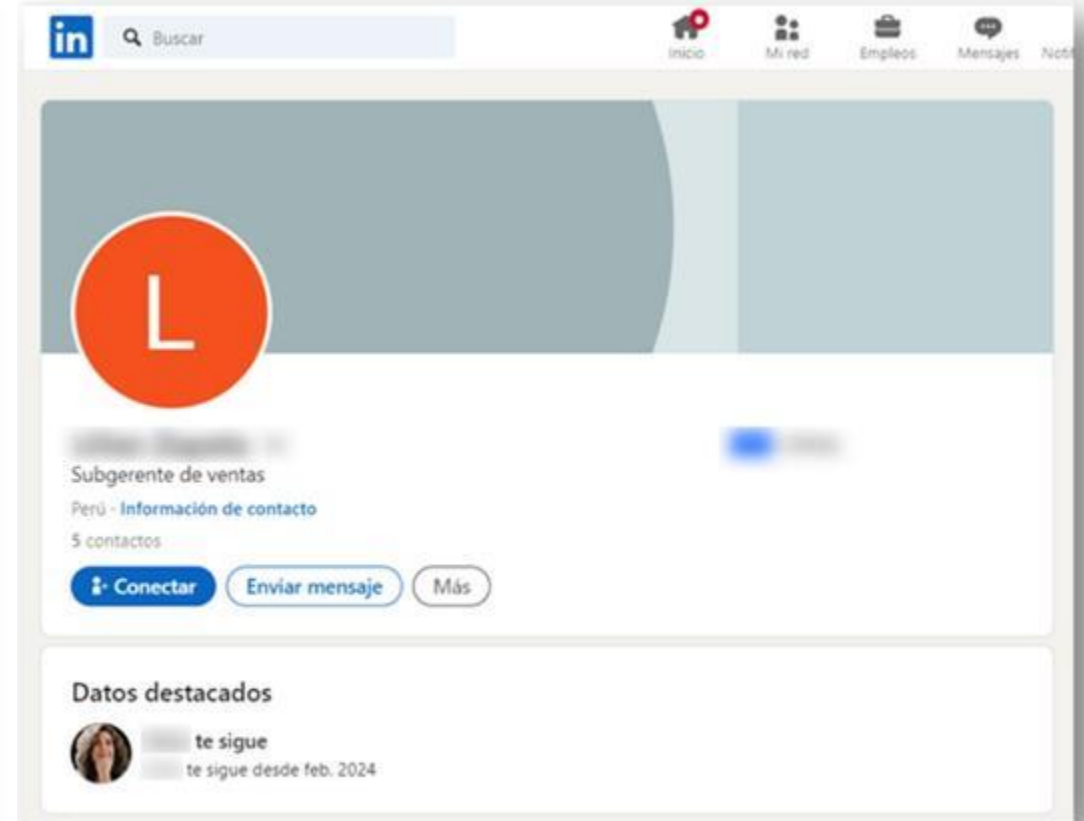 in
Buscar
Inicio
Mi red
Empleos
Mensajes
L
Subgerente de ventas
Perú · Información de contacto
5 contactos
Conectar
Enviar mensaje
Más
Datos destacados
te sigue
te sigue desde feb. 2024